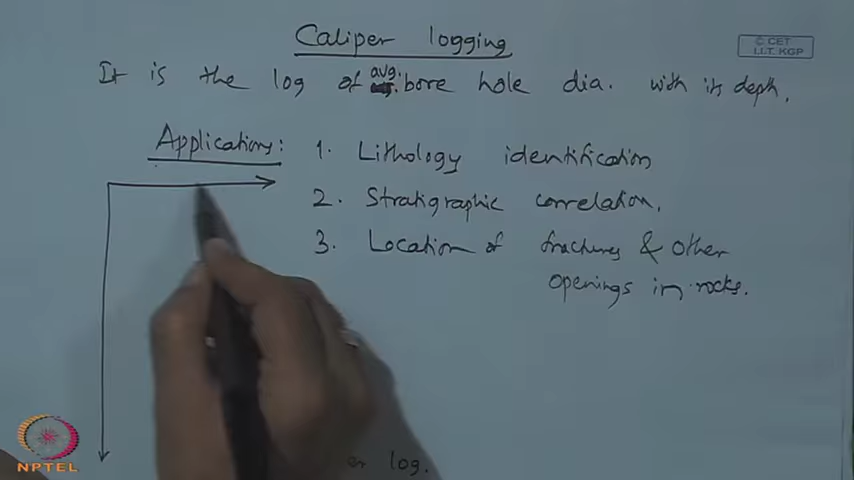 Caliper logging
© CET
I.I.T. KGP
It is the log of avg. bore hole dia. with its depth.
Applications: 1. Lithology identification
2. Stratigraphic correlation.
3. Location of fractures & other
openings in rocks.
log.
NPTEL